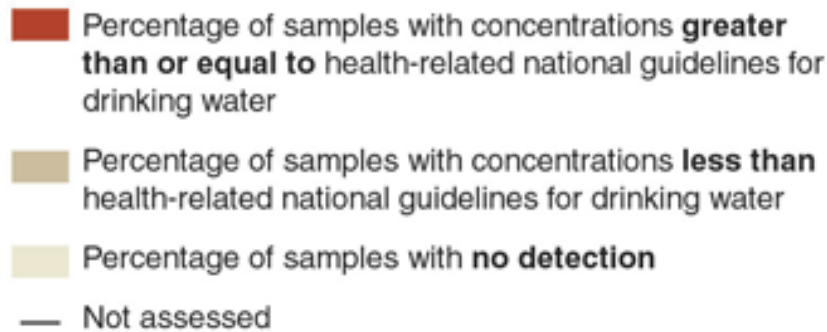 Percentage of samples with concentrations greater
than or equal to health-related national guidelines for
drinking water
Percentage of samples with concentrations less than
health-related national guidelines for drinking water
Percentage of samples with no detection
Not assessed